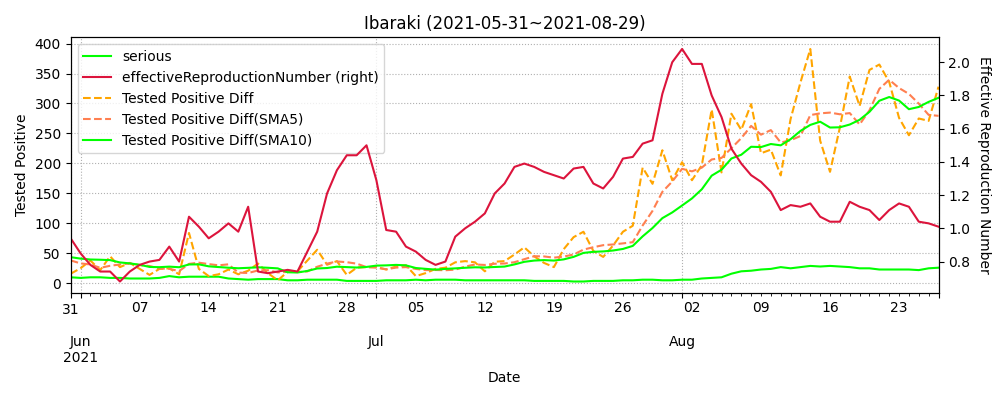 Ibaraki (2021-05-31~2021-08-29)
serious
effectiveReproductionNumber (right)
Tested Positive Diff
Tested Positive Diff(SMA5)
Tested Positive Diff(SMA10)
Tested Positive
400
350
300
250
200
150
100
50
0
Effective Reproduction Number
2.0
1.8
1.6
1.4
1.2
1.0
0.8
31 07 14 21 28 05 12 19 26 02 09 16 23
Jun Jul Aug
2021
Date